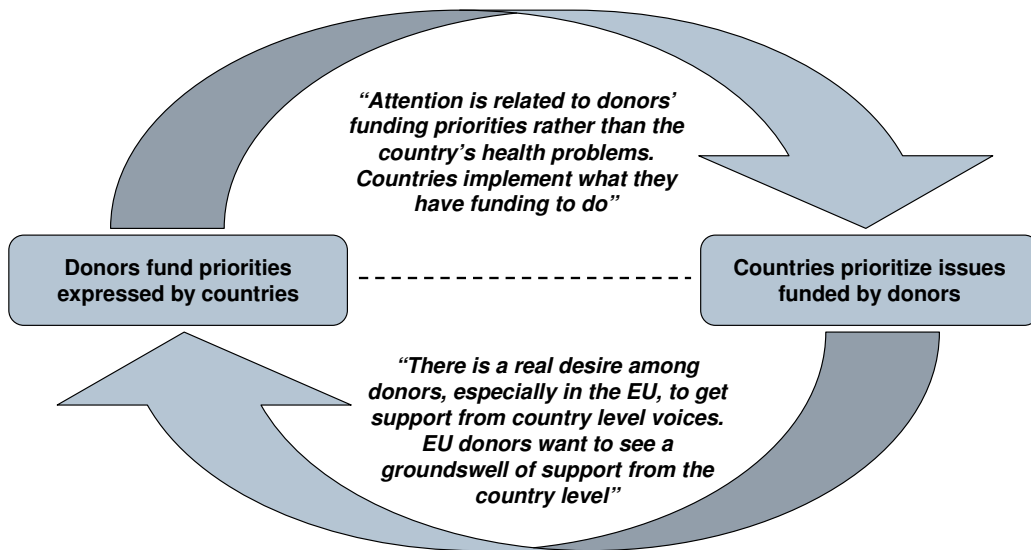 “Attention is related to donors’
funding priorities rather than the
country’s health problems.
Countries implement what they
have funding to do”
Donors fund priorities
expressed by countries
Countries prioritize issues
funded by donors
“There is a real desire among
donors, especially in the EU, to get
support from country level voices.
EU donors want to see a
groundswell of support from the
country level”